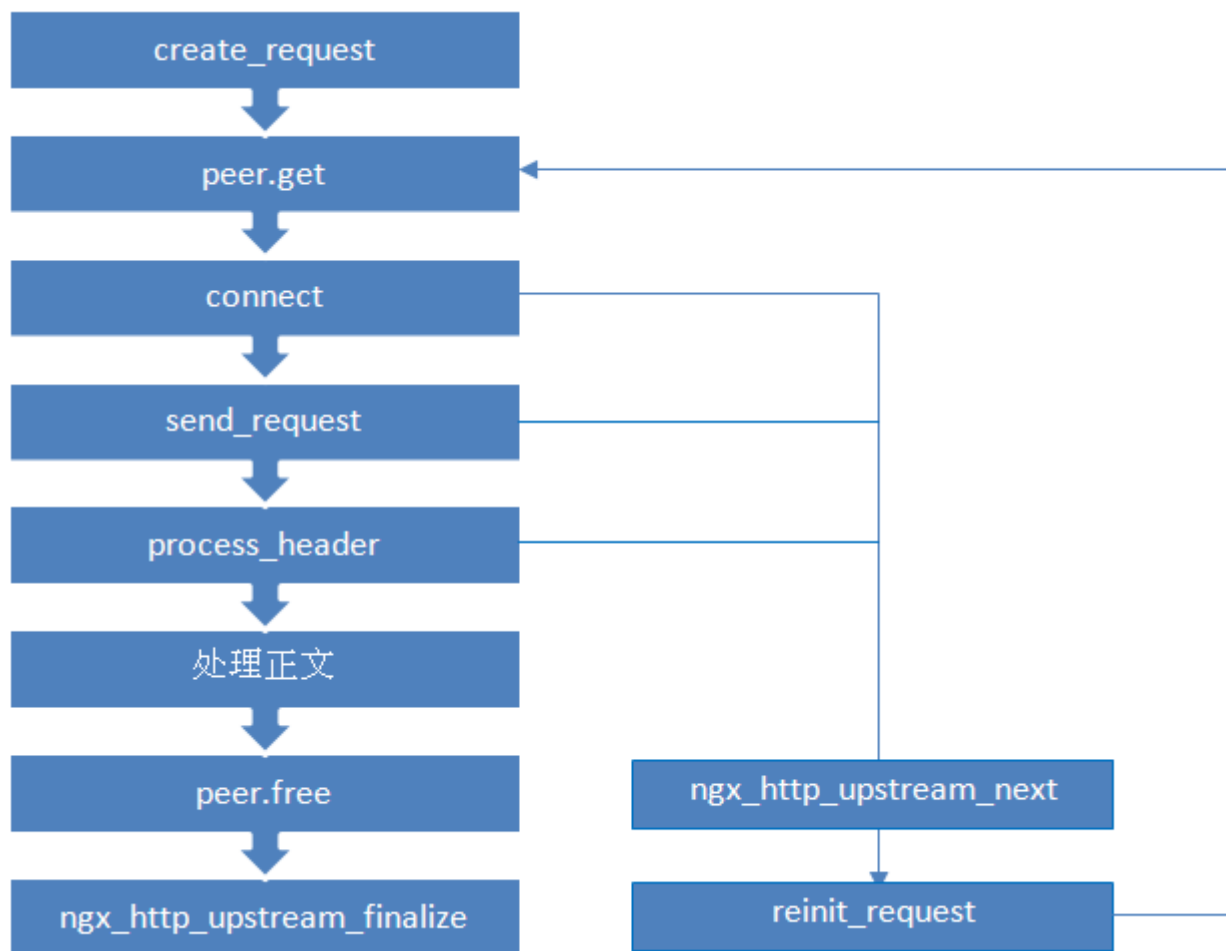 create_request
peer.get
connect
send_request
process_header
处理正文
peer.free
ngx_http_upstream_finalize
ngx_http_upstream_next
reinit_request